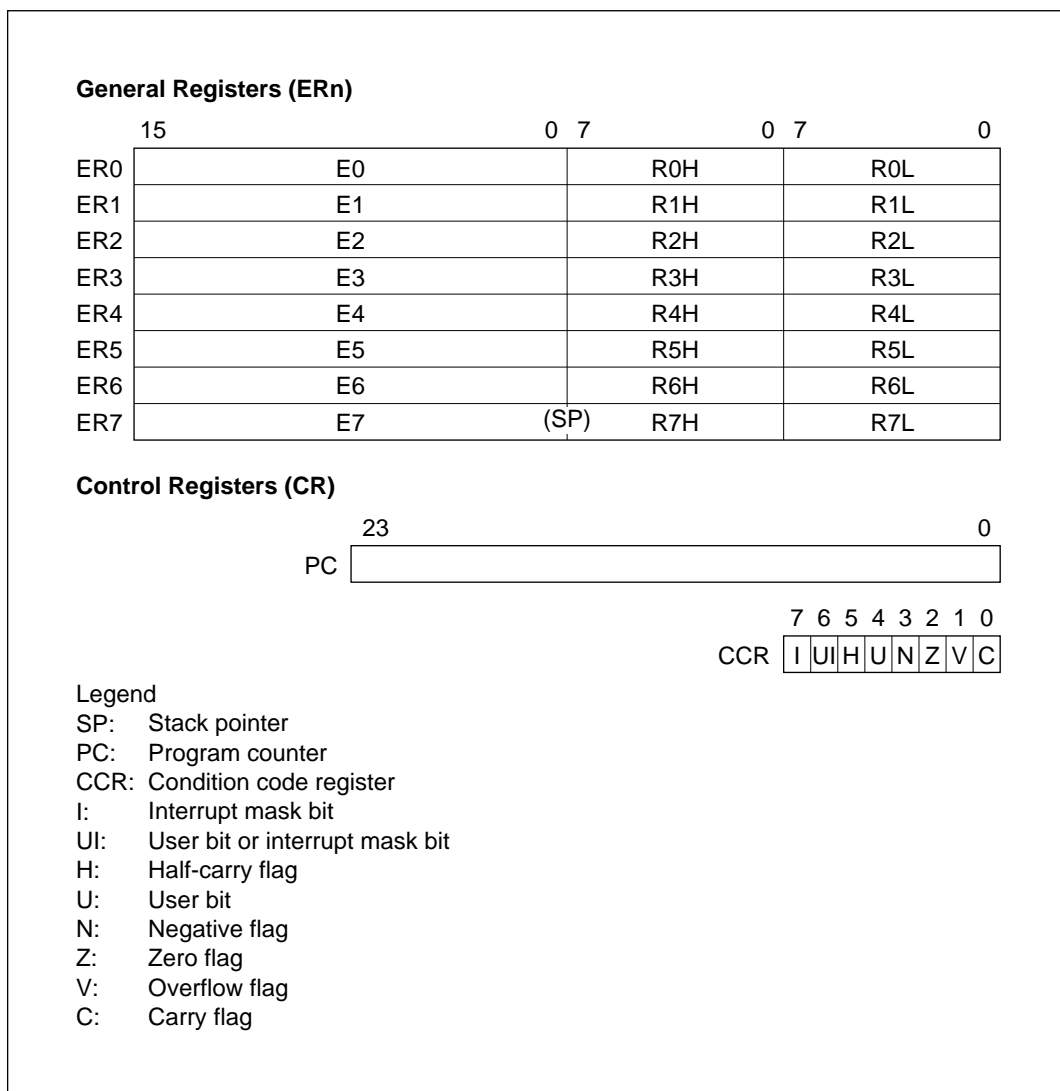 General Registers (ERn)
15 0 7 0 7 0
ER0 E0 R0H R0L
ER1 E1 R1H R1L
ER2 E2 R2H R2L
ER3 E3 R3H R3L
ER4 E4 R4H R4L
ER5 E5 R5H R5L
ER6 E6 R6H R6L
ER7 E7 (SP) R7H R7L
Control Registers (CR)
23 0
PC
7 6 5 4 3 2 1 0
CCR I UI H U N Z V C
Legend
SP: Stack pointer
PC: Program counter
CCR: Condition code register
I: Interrupt mask bit
UI: User bit or interrupt mask bit
H: Half-carry flag
U: User bit
N: Negative flag
Z: Zero flag
V: Overflow flag
C: Carry flag